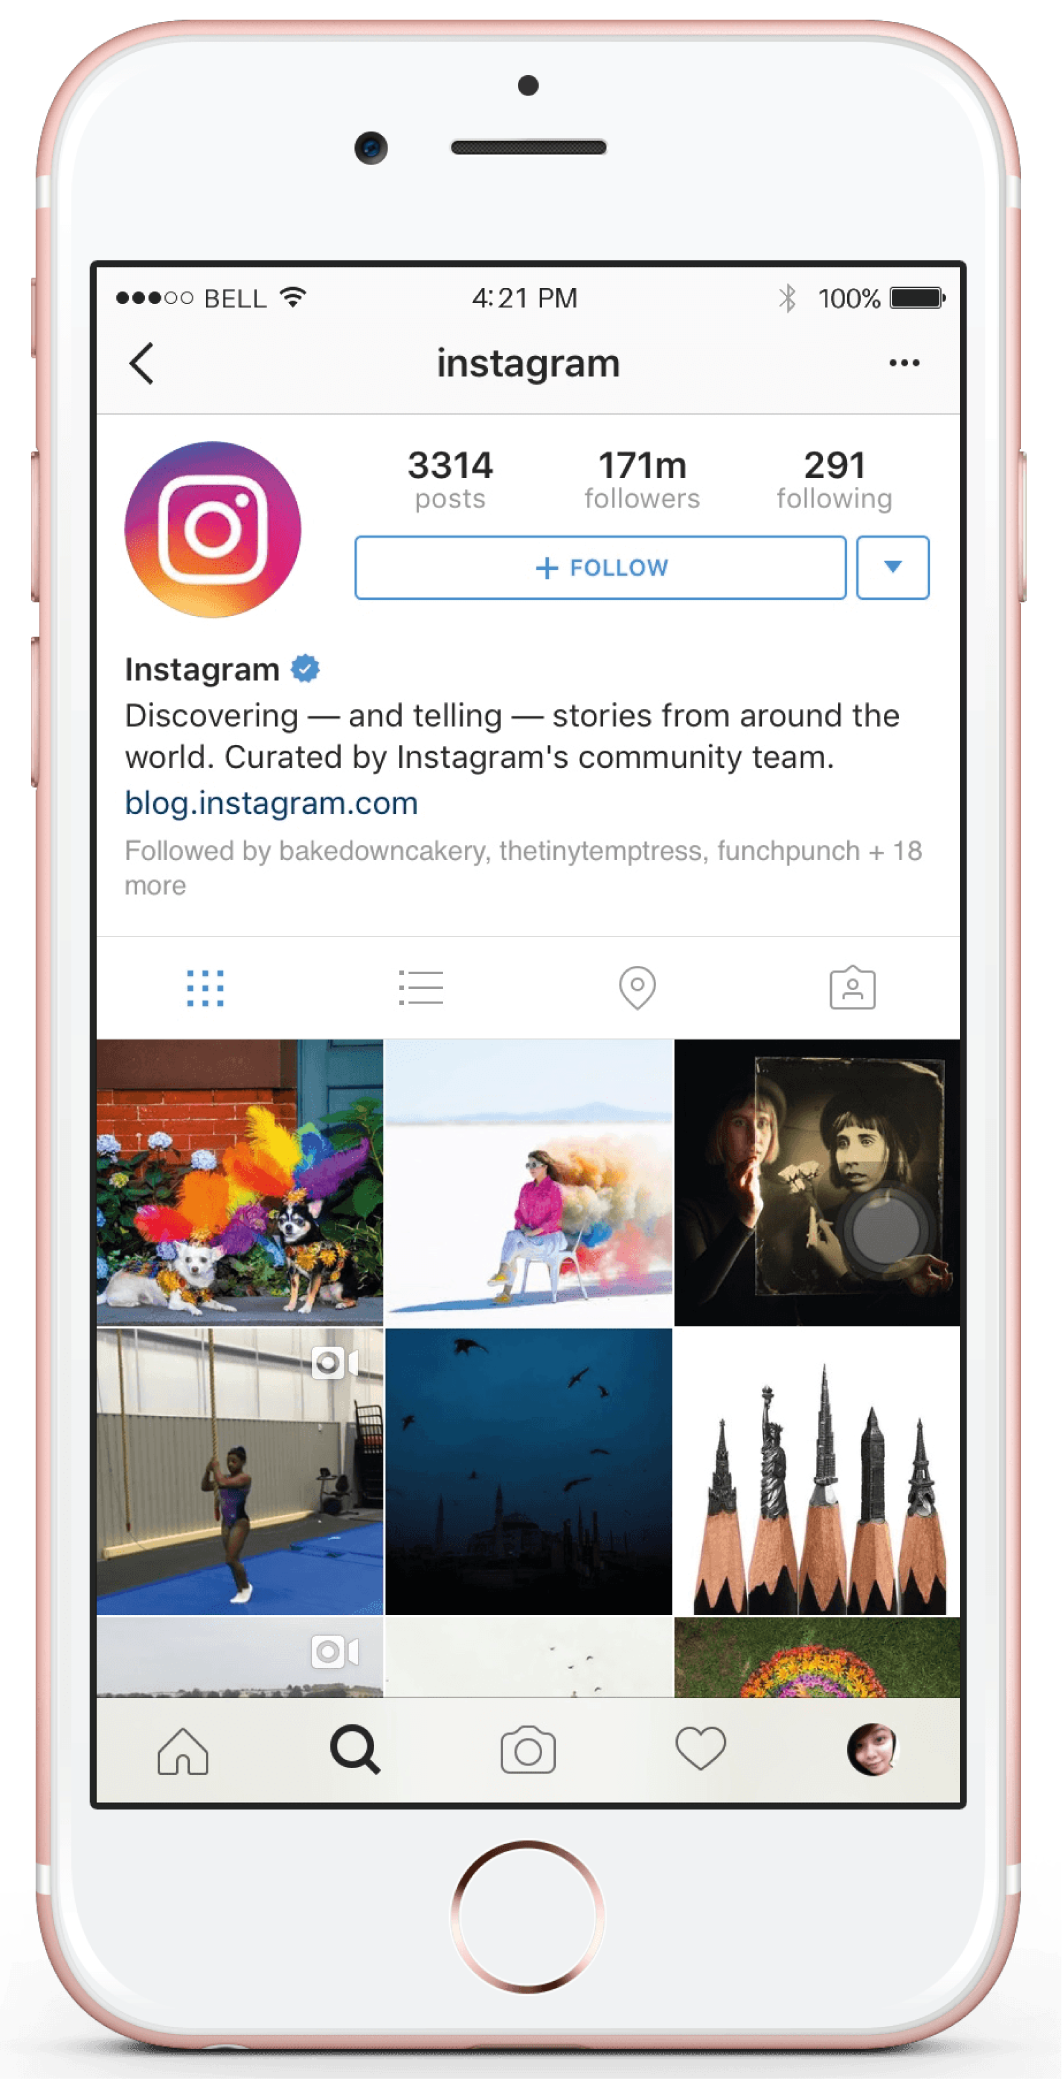 BELL 4:21 PM 100%
instagram
3314 171m 291
posts followers following
+ FOLLOW
Instagram
Discovering — and telling — stories from around the
world. Curated by Instagram's community team.
blog.instagram.com
Followed by bakedowncakery, thetinytemptress, funchpunch + 18
more